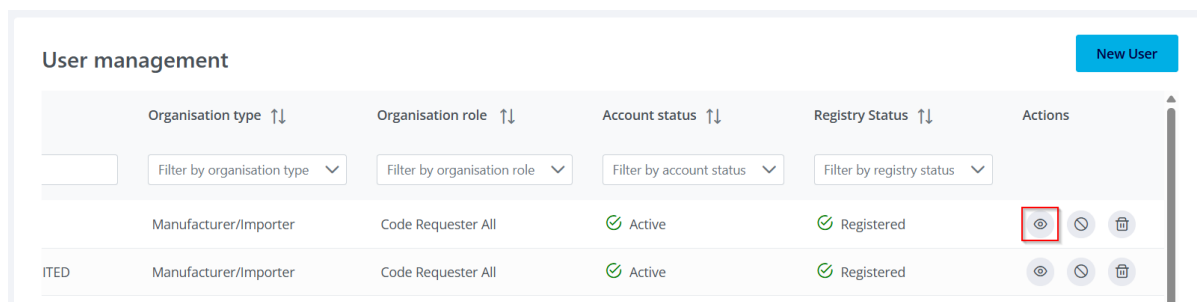 User management
New User
Organisation type Organisation role Account status Registry Status Actions
Filter by organisation type Filter by organisation role Filter by account status Filter by registry status
Manufacturer/Importer Code Requester All Active Registered
ITED Manufacturer/Importer Code Requester All Active Registered